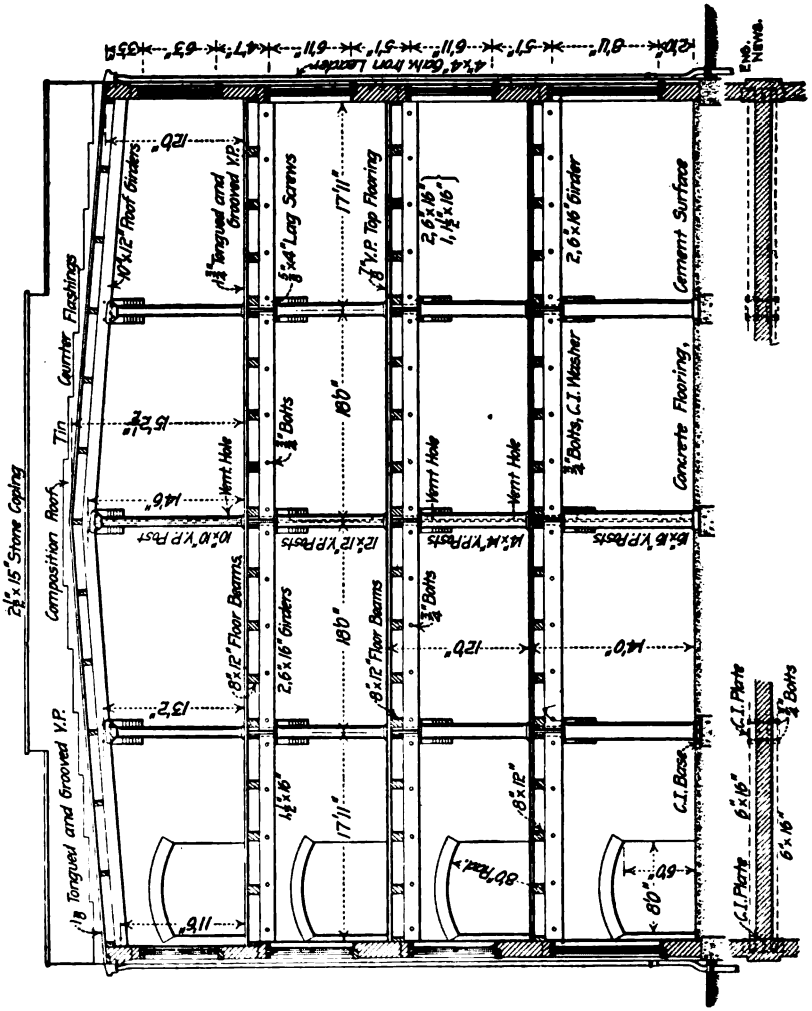 2½"×15" Stone Coping
Composition Roof
Tin
Counter Flashings
1⅛" Tongued and Grooved Y.P.
10"×12" Roof Girders
11'6"
13'2"
14'6"
15'2½"
12'0"
Vent Hole
1¾" Tongued and
Grooved Y.P.
8"×12" Floor Beams
10"×10" Y.P. Post
2,6"×16" Girders
¾" Bolts
⅝"×4" Lag Screws
4½"×16"
17'11"
18'0"
18'0"
17'11"
12"×12" Y.P. Posts
⅞" Y.P. Top Flooring
8"×12" Floor Beams
Vent Hole
2,6"×16"
1,1½"×16"
¾" Bolts
12'0"
14"×14" Y.P. Posts
Vent Hole
8'0" Rad.
8"×12"
2,6"×16" Girder
¾" Bolts, C.I. Washer
14'0"
16"×16" Y.P. Posts
8'0"
6'0"
C.I. Base
Concrete Flooring,
Cement Surface
C.I. Plate
6"×16"
C.I. Plate
6"×16"
¾" Bolts
4"×4" Galv. Iron Leader
3'5"
6'3"
4'7"
6'11"
5'1"
6'11"
5'1"
8'11"
2'10"
ENG.
NEWS.